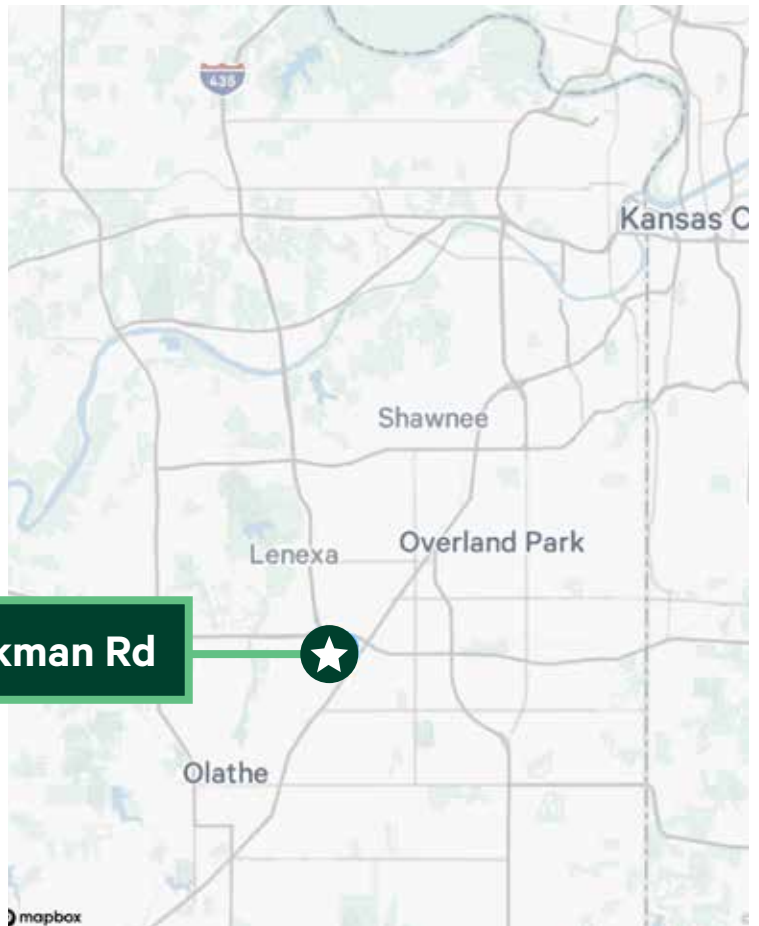 435
Kansas C
Shawnee
Overland Park
Lenexa
kman Rd
Olathe
mapbox